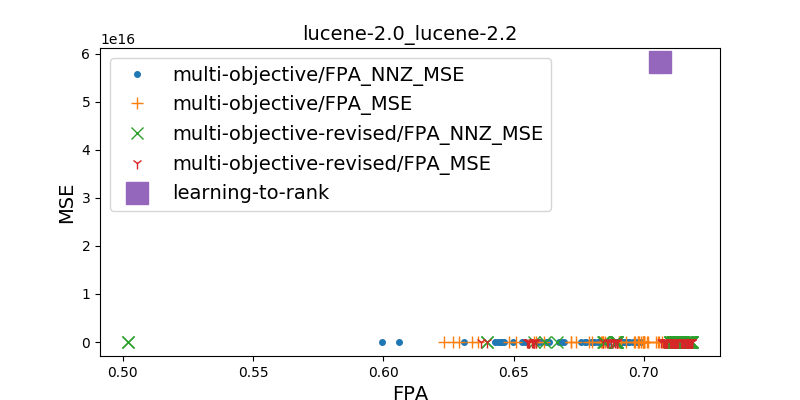 lucene-2.0_lucene-2.2
1e16
6
5
4
3
2
1
0
MSE
multi-objective/FPA_NNZ_MSE
multi-objective/FPA_MSE
multi-objective-revised/FPA_NNZ_MSE
multi-objective-revised/FPA_MSE
learning-to-rank
0.50 0.55 0.60 0.65 0.70
FPA